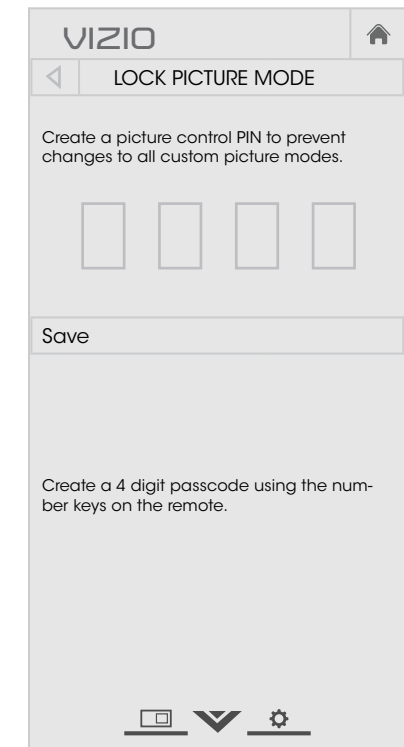 VIZIO
LOCK PICTURE MODE
Create a picture control PIN to prevent
changes to all custom picture modes.
Save
Create a 4 digit passcode using the num-
ber keys on the remote.